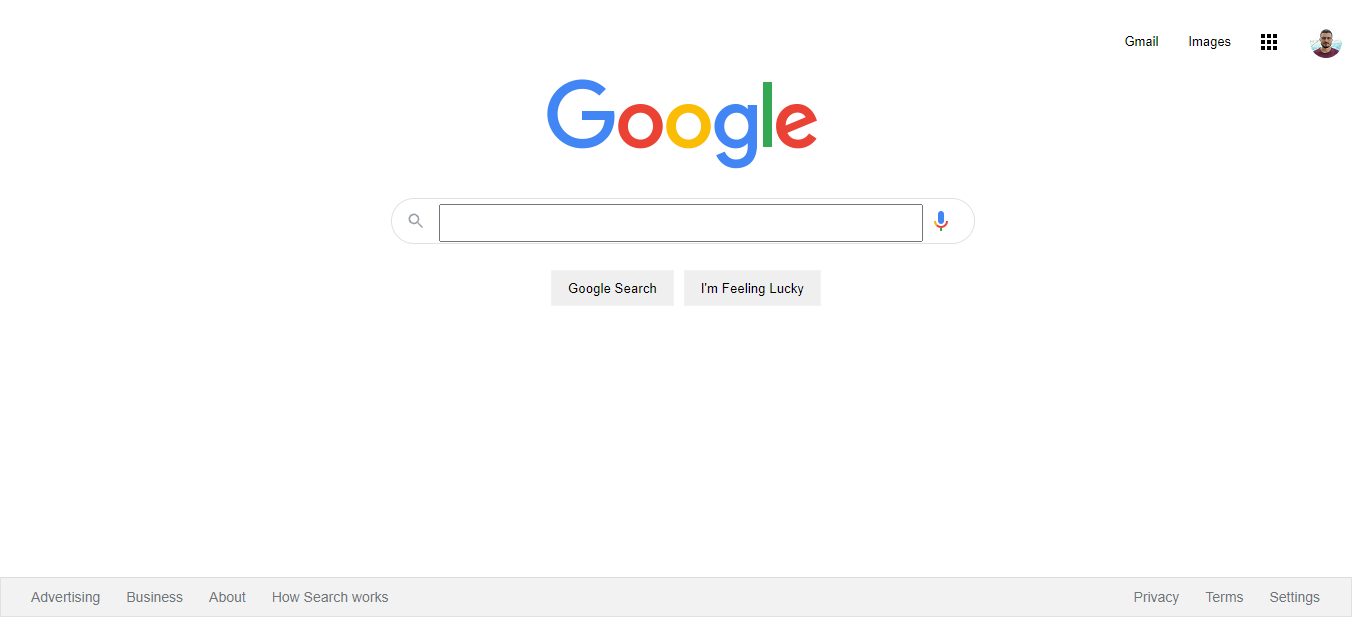 Gmail Images
Google
Google Search I'm Feeling Lucky
Advertising Business About How Search works Privacy Terms Settings